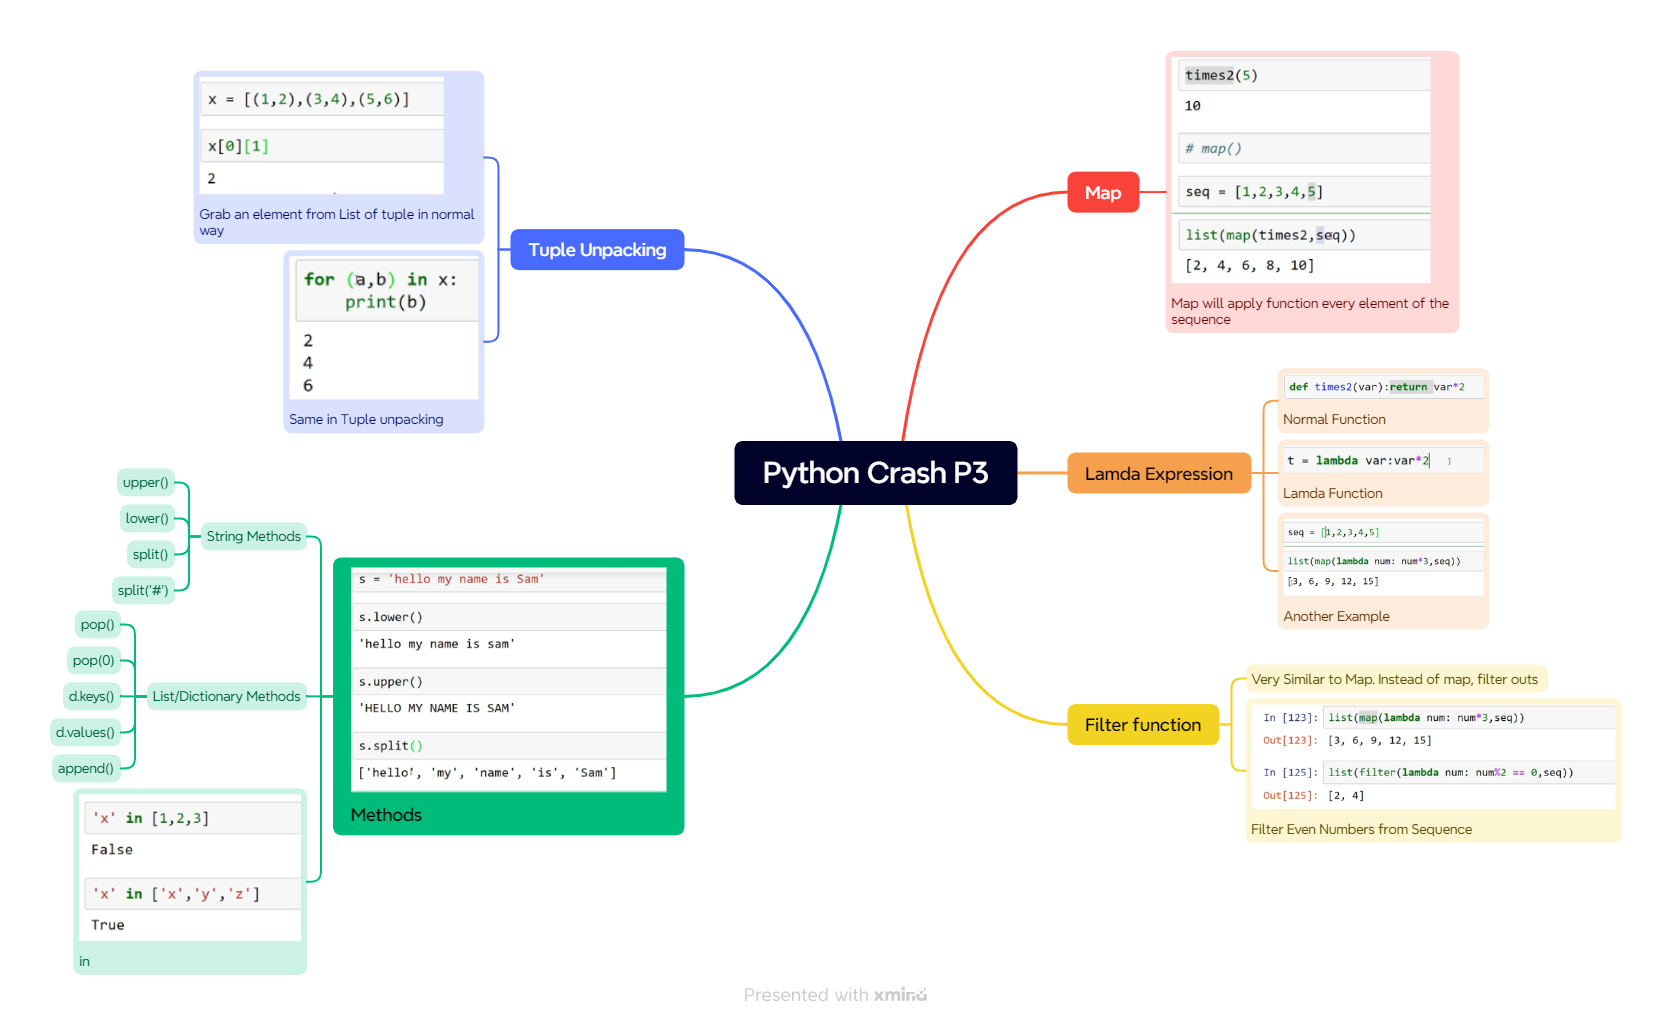 Python Crash P3
Map
times2(5)
10
# map()
seq = [1,2,3,4,5]
list(map(times2,seq))
[2, 4, 6, 8, 10]
Map will apply function every element of the
sequence
Lamda Expression
def times2(var):return var*2
Normal Function
t = lambda var:var*2
Lamda Function
seq = [1,2,3,4,5]
list(map(lambda num: num*3,seq))
[3, 6, 9, 12, 15]
Another Example
Filter function
Very Similar to Map. Instead of map, filter outs
In [123]: list(map(lambda num: num*3,seq))
Out[123]: [3, 6, 9, 12, 15]
In [125]: list(filter(lambda num: num%2 == 0,seq))
Out[125]: [2, 4]
Filter Even Numbers from Sequence
Tuple Unpacking
x = [(1,2),(3,4),(5,6)]
x[0][1]
2
Grab an element from List of tuple in normal
way
for (a,b) in x:
print(b)
2
4
6
Same in Tuple unpacking
s = 'hello my name is Sam'
s.lower()
'hello my name is sam'
s.upper()
'HELLO MY NAME IS SAM'
s.split()
['hello', 'my', 'name', 'is', 'Sam']
Methods
String Methods
upper()
lower()
split()
split('#')
List/Dictionary Methods
pop()
pop(0)
d.keys()
d.values()
append()
'x' in [1,2,3]
False
'x' in ['x','y','z']
True
in
Presented with xmind